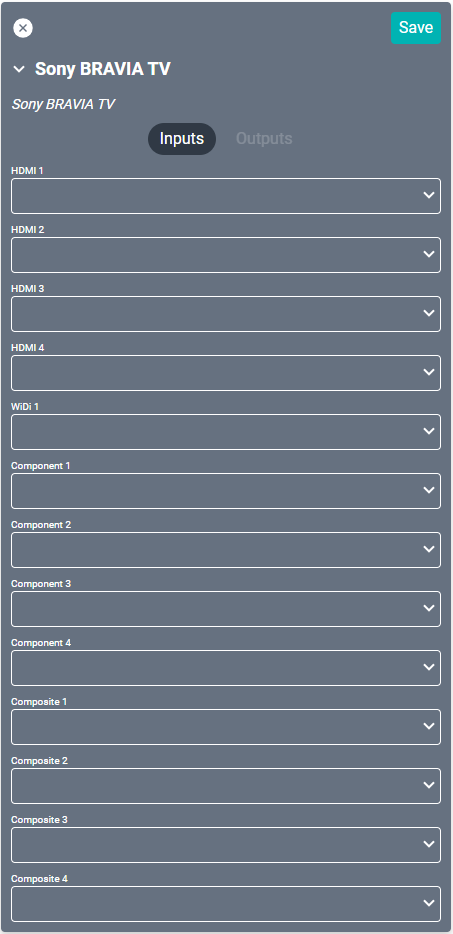 Save
Sony BRAVIA TV
Sony BRAVIA TV
Inputs Outputs
HDMI 1
HDMI 2
HDMI 3
HDMI 4
WiDi 1
Component 1
Component 2
Component 3
Component 4
Composite 1
Composite 2
Composite 3
Composite 4